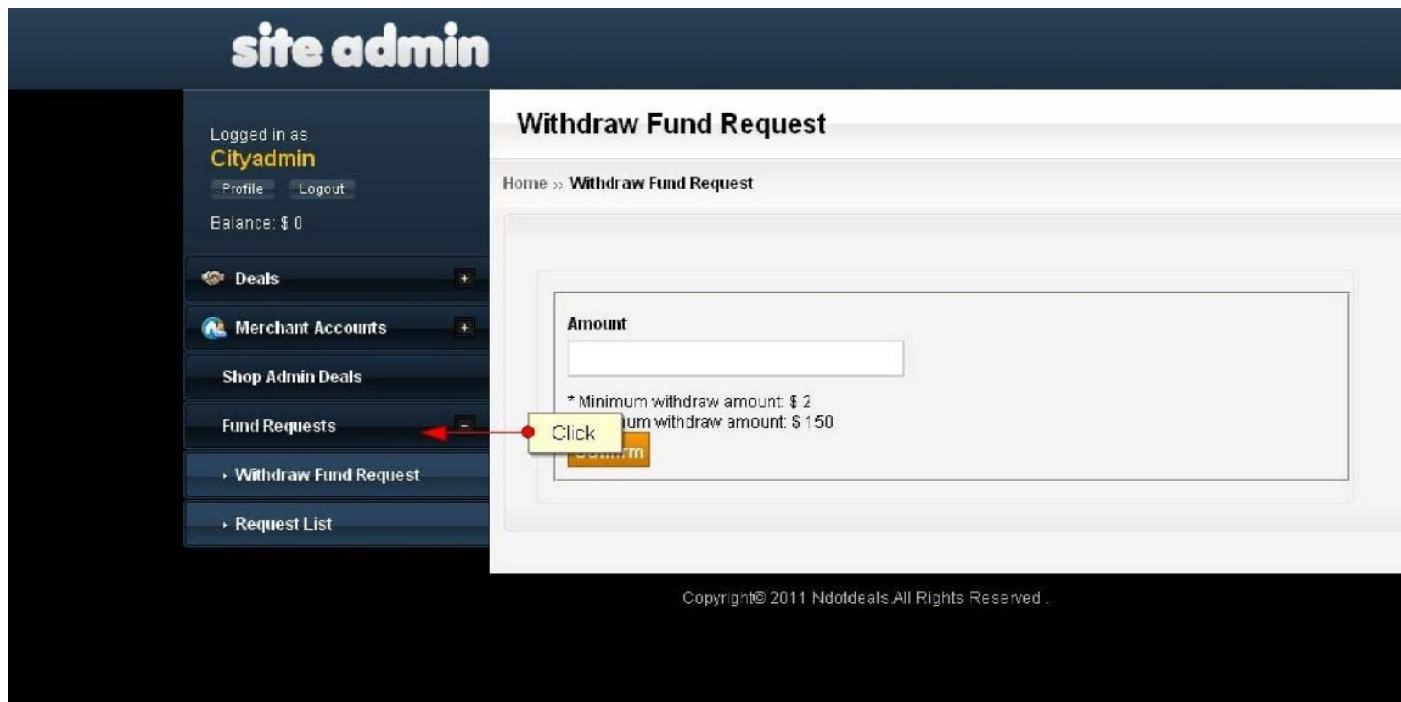 site admin
Logged in as
Cityadmin
Profile Logout
Balance: $ 0
Deals
Merchant Accounts
Shop Admin Deals
Fund Requests
Withdraw Fund Request
Request List
Withdraw Fund Request
Home » Withdraw Fund Request
Amount
* Minimum withdraw amount: $ 2
withdraw amount: $ 150
Click
Copyright© 2011 Ndotdeals.All Rights Reserved .